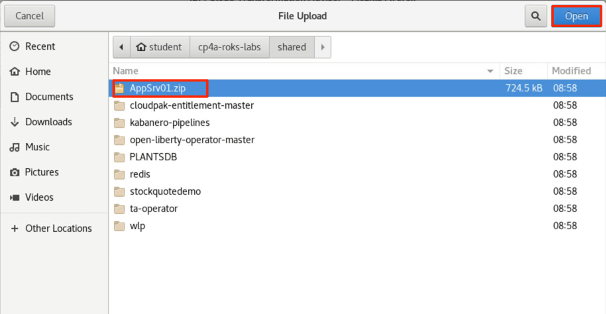 Cancel File Upload Open
Recent student cp4a-roks-labs shared
Home Name Size Modified
AppSrv01.zip 724.5 kB 08:58
Documents cloudpak-entitlement-master 08:58
Downloads kabanero-pipelines 08:58
open-liberty-operator-master 08:58
Music PLANTSDB 08:58
Pictures redis 08:58
Videos stockquotedemo 08:58
ta-operator 08:58
+ Other Locations wlp 08:58